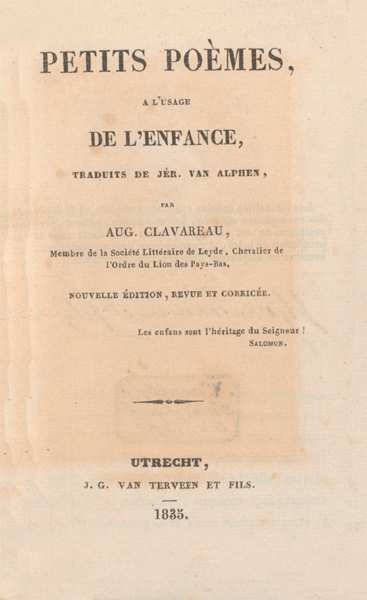 PETITS POÈMES,
A L'USAGE
DE L'ENFANCE,
TRADUITS DE JÉR. VAN ALPHEN,
PAR
AUG. CLAVAREAU,
Membre de la Société Littéraire de Leyde, Chevalier de
l'Ordre du Lion des Pays-Bas,
NOUVELLE ÉDITION, REVUE ET CORRICÉE.
Les enfans sont l'héritage du Seigneur!
SALOMON.
UTRECHT,
J. G. VAN TERVEEN ET FILS.
1835.